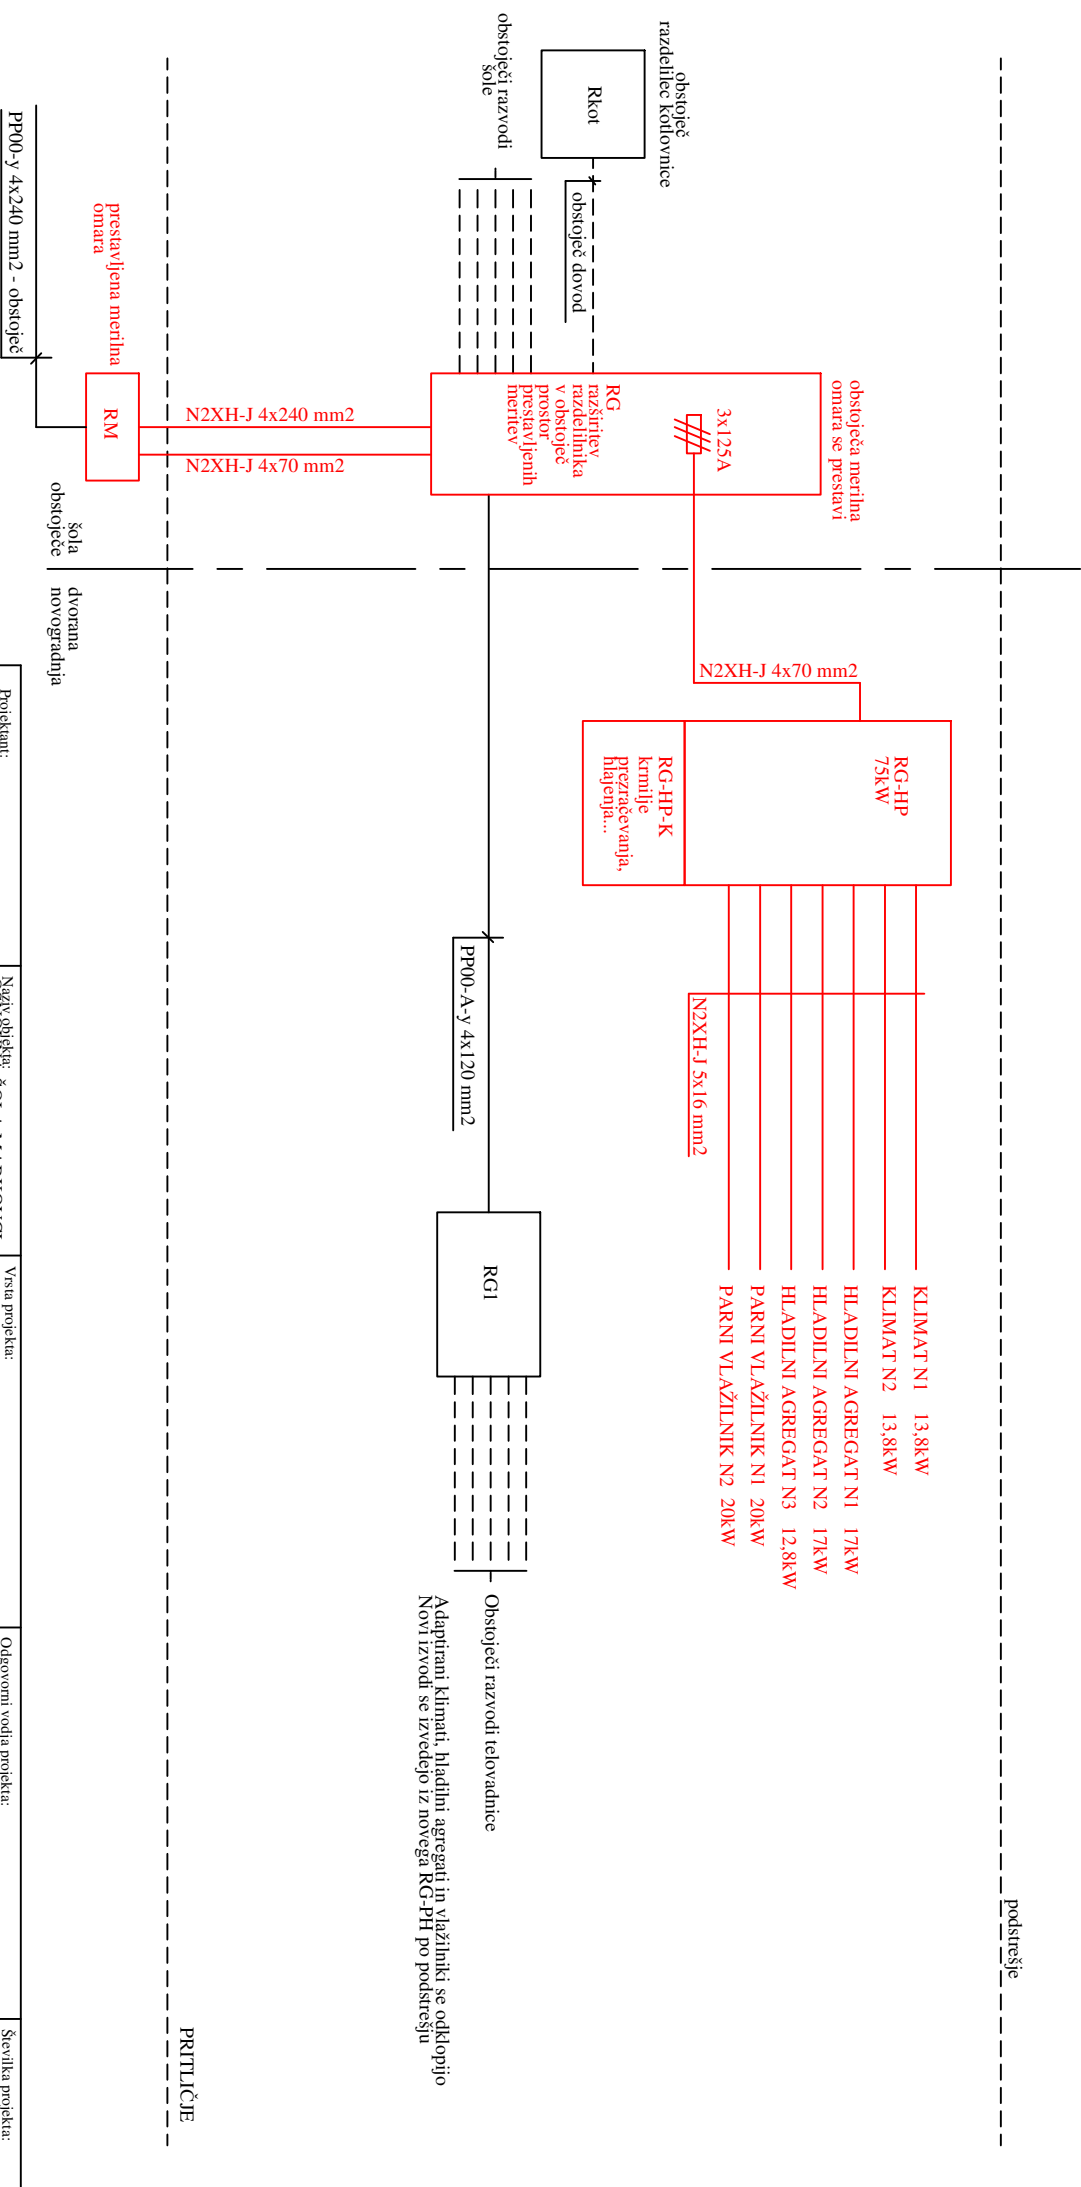 podstrešje
obstoječ
razdelilec kotlovnice
Rkot
obstoječi razvodi
šole
obstoječ dovod
obstoječa merilna
omara se prestavi
3x125A
RG
razširitev
razdelilnika
v obstoječ
prostor
prestavljenih
meritev
N2XH-J 4x70 mm2
RG-HP
75kW
RG-HP-K
krmilje
prezračevanja,
hlajenja...
N2XH-J 5x16 mm2
KLIMAT N1 13,8kW
KLIMAT N2 13,8kW
HLADILNI AGREGAT N1 17kW
HLADILNI AGREGAT N2 17kW
HLADILNI AGREGAT N3 12,8kW
PARNI VLAŽILNIK N1 20kW
PARNI VLAŽILNIK N2 20kW
PP00-A-y 4x120 mm2
RG1
Obstoječi razvodi telovadnice
Adaptirani klimati, hladilni agregati in vlažilniki se odklopijo
Novi izvodi se izvedejo iz novega RG-PH po podstrešju
N2XH-J 4x240 mm2
N2XH-J 4x70 mm2
PRITLIČJE
prestavljena merilna
omara
RM
PP00-y 4x240 mm2 - obstoječ
šola
obstoječe
dvorana
novogradnja
Projektant:
Naziv objekta:
Vrsta projekta:
Odgovorni vodja projekta:
Številka projekta: